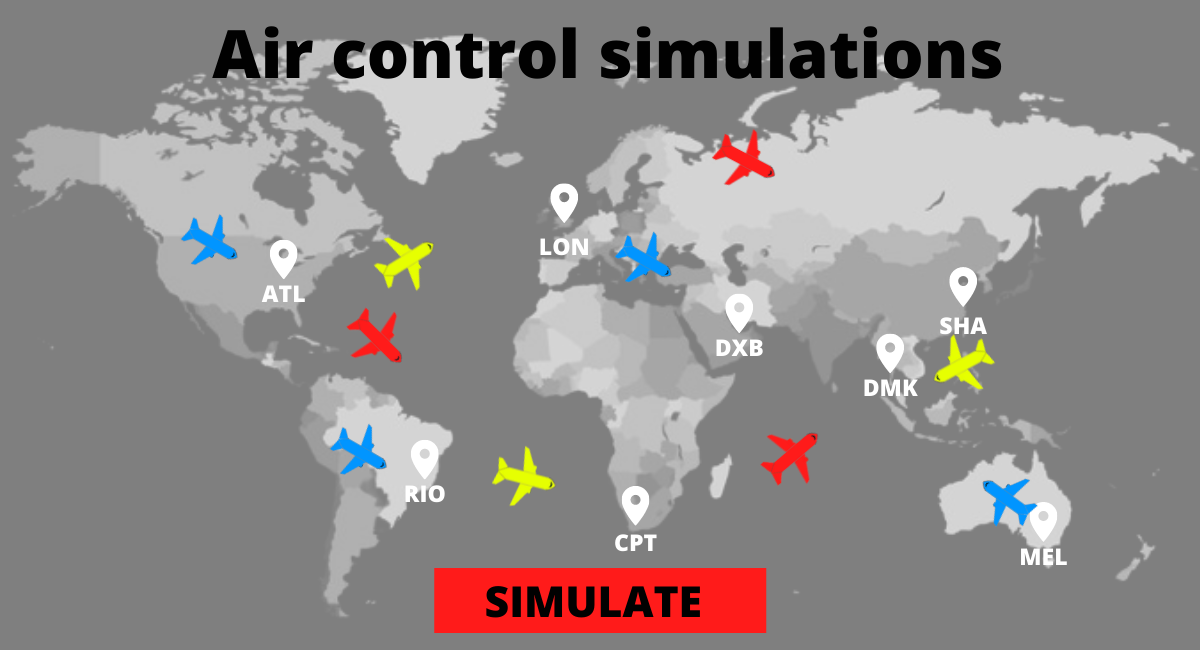 Air control simulations
LON
ATL
SHA
DXB
DMK
RIO
CPT
MEL
SIMULATE